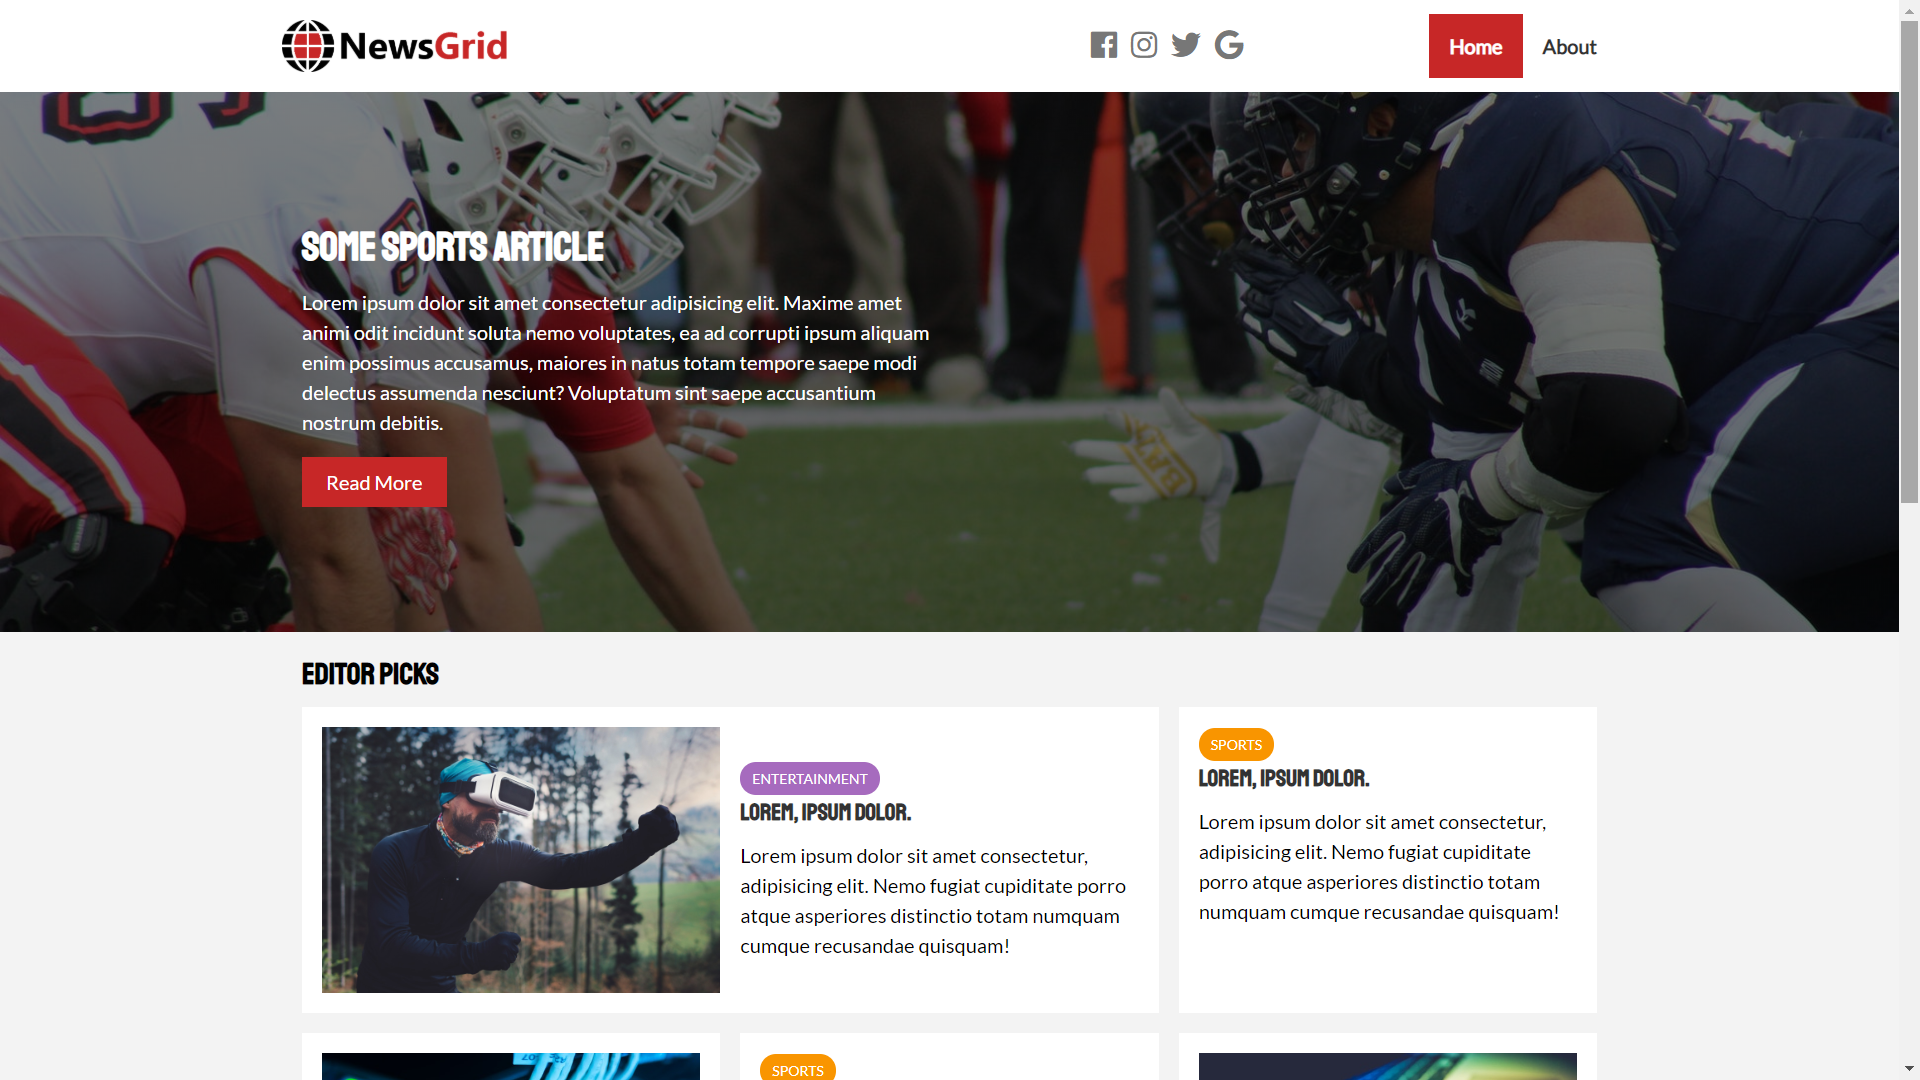 NewsGrid
Home
About
SOME SPORTS ARTICLE
Lorem ipsum dolor sit amet consectetur adipisicing elit. Maxime amet
animi odit incidunt soluta nemo voluptates, ea ad corrupti ipsum aliquam
enim possimus accusamus, maiores in natus totam tempore saepe modi
delectus assumenda nesciunt? Voluptatum sint saepe accusantium
nostrum debitis.
Read More
EDITOR PICKS
ENTERTAINMENT
LOREM, IPSUM DOLOR.
Lorem ipsum dolor sit amet consectetur,
adipisicing elit. Nemo fugiat cupiditate porro
atque asperiores distinctio totam numquam
cumque recusandae quisquam!
SPORTS
LOREM, IPSUM DOLOR.
Lorem ipsum dolor sit amet consectetur,
adipisicing elit. Nemo fugiat cupiditate
porro atque asperiores distinctio totam
numquam cumque recusandae quisquam!
SPORTS